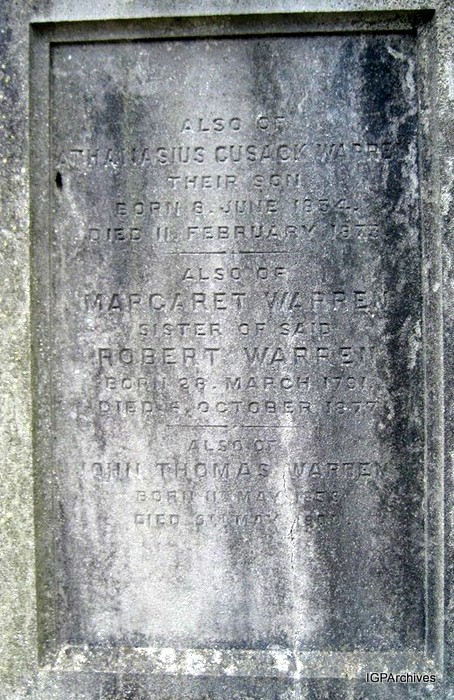 ALSO OF
ATHANASIUS CUSACK WARREN
THEIR SON
BORN 8. JUNE 1834.
DIED 11. FEBRUARY 1873
ALSO OF
MARGARET WARREN
SISTER OF SAID
ROBERT WARREN
BORN 28. MARCH 1791.
DIED OCTOBER 1877
ALSO OF
JOHN THOMAS WARREN
BORN MAY
DIED MAY
IGPArchives